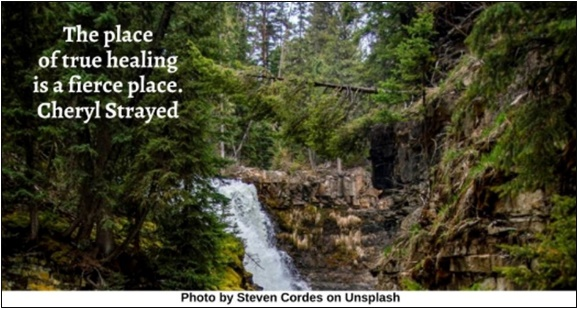 The place
of true healing
is a fierce place.
Cheryl Strayed
Photo by Steven Cordes on Unsplash